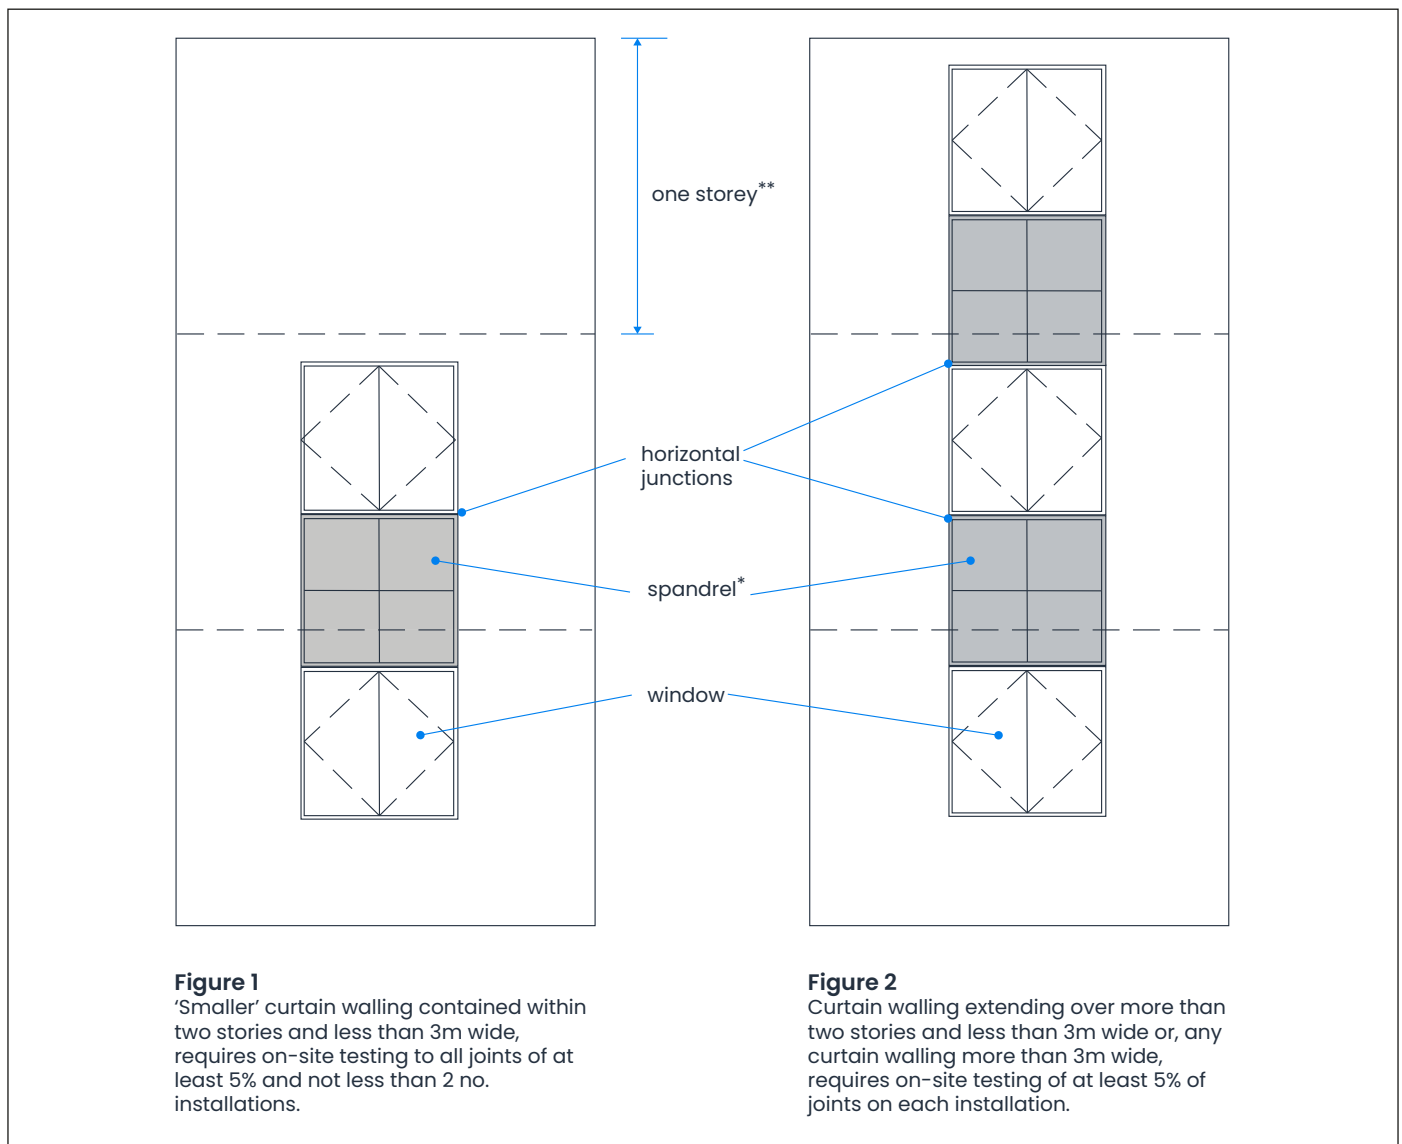 one storey**
horizontal
junctions
spandrel*
window
Figure 1
‘Smaller’ curtain walling contained within
two stories and less than 3m wide,
requires on-site testing to all joints of at
least 5% and not less than 2 no.
installations.
Figure 2
Curtain walling extending over more than
two stories and less than 3m wide or, any
curtain walling more than 3m wide,
requires on-site testing of at least 5% of
joints on each installation.